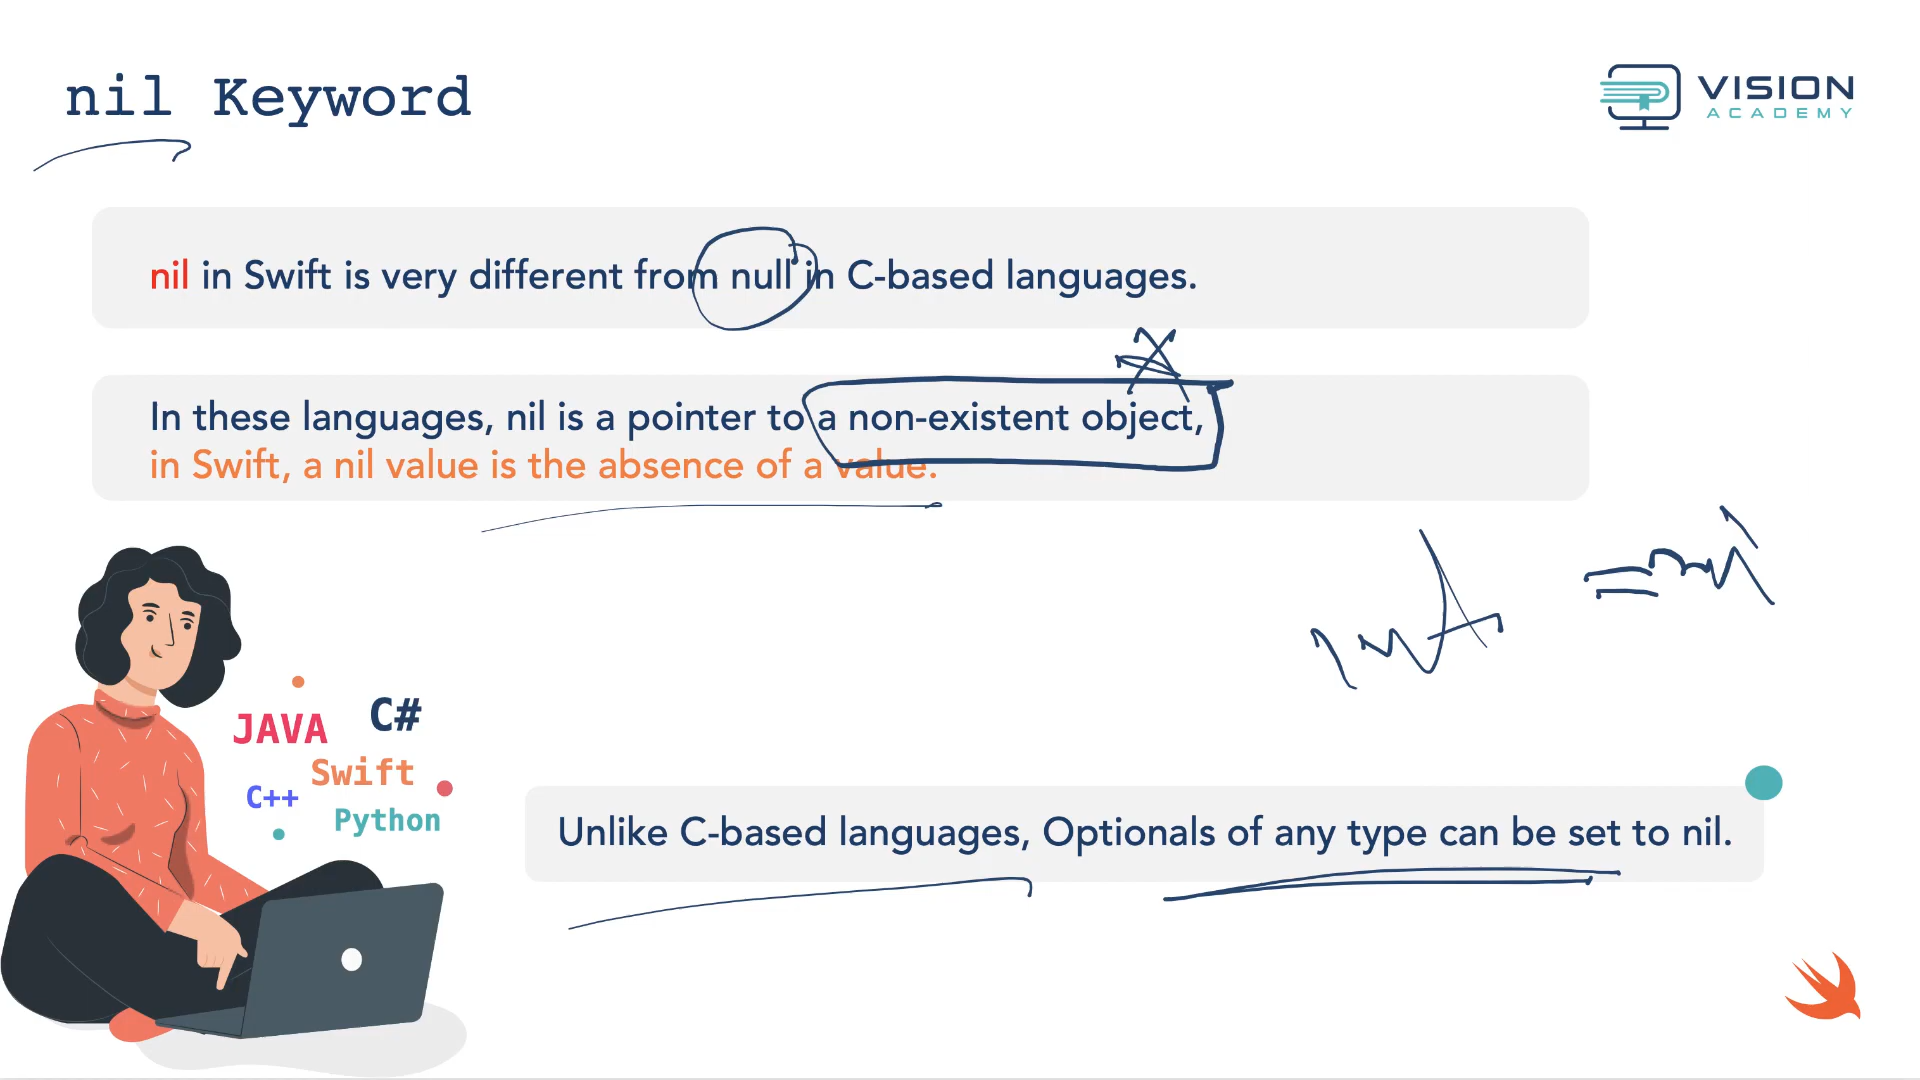 nil Keyword
VISION
ACADEMY
nil in Swift is very different from null in C-based languages.
In these languages, nil is a pointer to a non-existent object,
in Swift, a nil value is the absence of a value.
JAVA
C#
Swift
C++
Python
Unlike C-based languages, Optionals of any type can be set to nil.